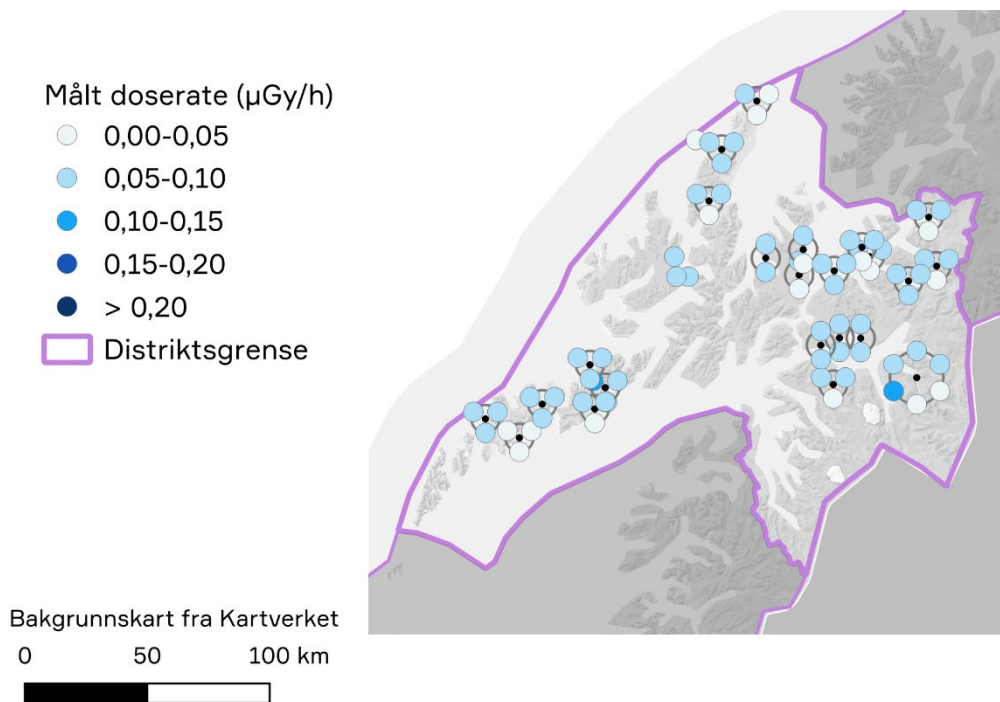 Målt doserate (µGy/h)
0,00-0,05
0,05-0,10
0,10-0,15
0,15-0,20
> 0,20
Distriktsgrense
Bakgrunnskart fra Kartverket
0 50 100 km